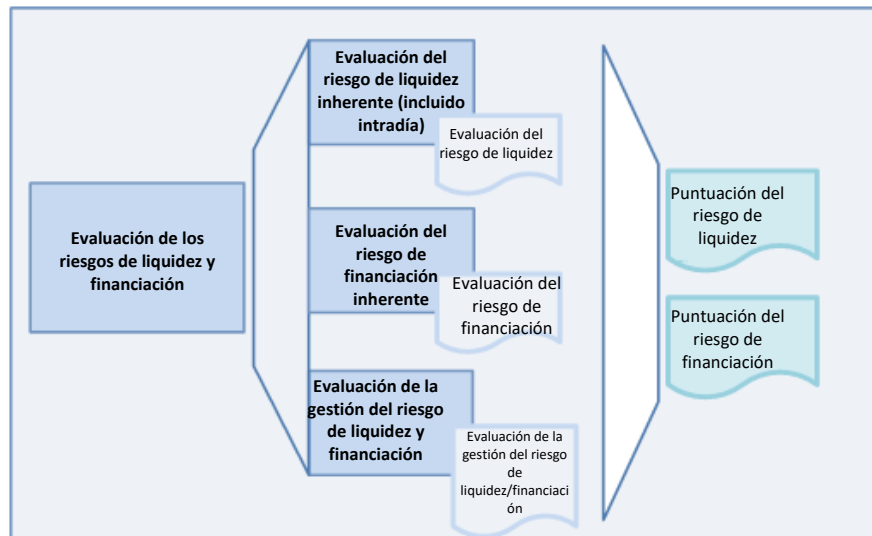 Evaluación de los
riesgos de liquidez y
financiación
Evaluación del
riesgo de liquidez
inherente (incluido
intradía)
Evaluación del
riesgo de liquidez
Evaluación del
riesgo de
financiación
inherente
Evaluación del
riesgo de
financiación
Evaluación de la
gestión del riesgo
de liquidez y
financiación
Evaluación de la
gestión del riesgo
de
liquidez/financiaci
ón
Puntuación del
riesgo de
liquidez
Puntuación del
riesgo de
financiación